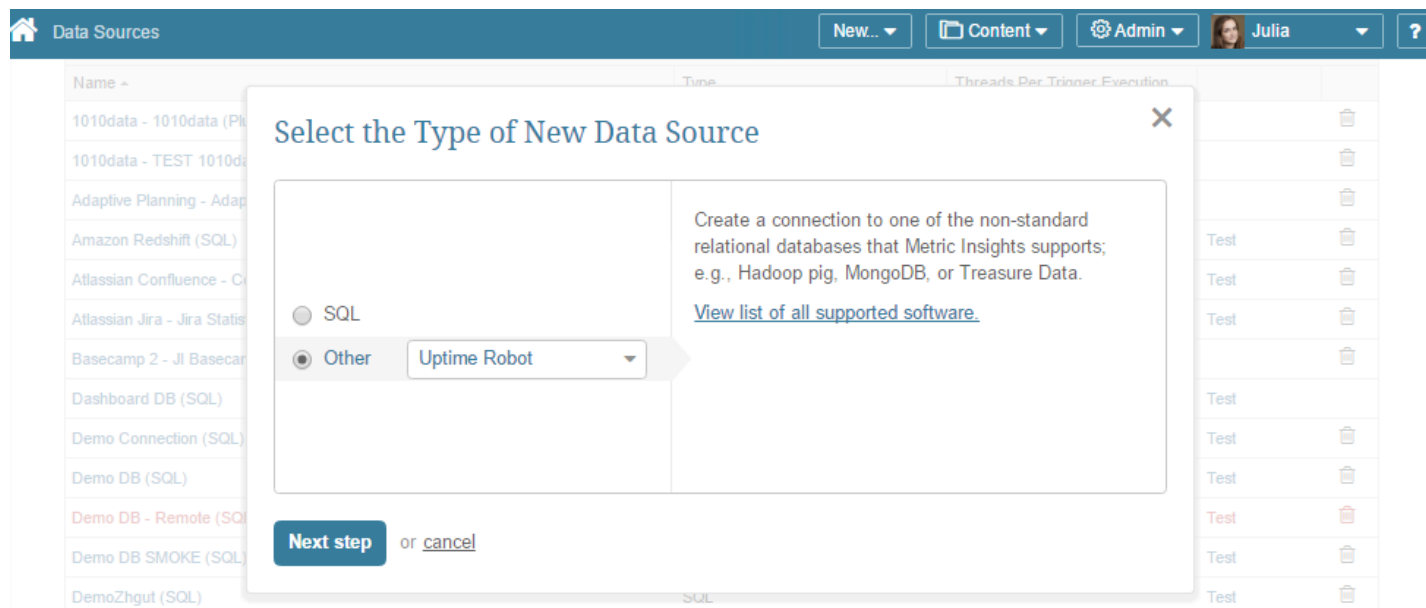 Data Sources
New...
Content
Admin
Julia
?
Name
Type
Threads Per Trigger Execution
1010data - 1010data (Plu
1010data - TEST 1010da
Adaptive Planning - Adap
Amazon Redshift (SQL)
Test
Atlassian Confluence - Co
Test
Atlassian Jira - Jira Statis
Test
Basecamp 2 - JI Basecam
Dashboard DB (SQL)
Test
Demo Connection (SQL)
Test
Demo DB (SQL)
Test
Demo DB - Remote (SQL
Test
Demo DB SMOKE (SQL)
Test
DemoZhgut (SQL)
SQL
Test
Select the Type of New Data Source
SQL
Other
Uptime Robot
Create a connection to one of the non-standard
relational databases that Metric Insights supports;
e.g., Hadoop pig, MongoDB, or Treasure Data.
View list of all supported software.
Next step
or cancel